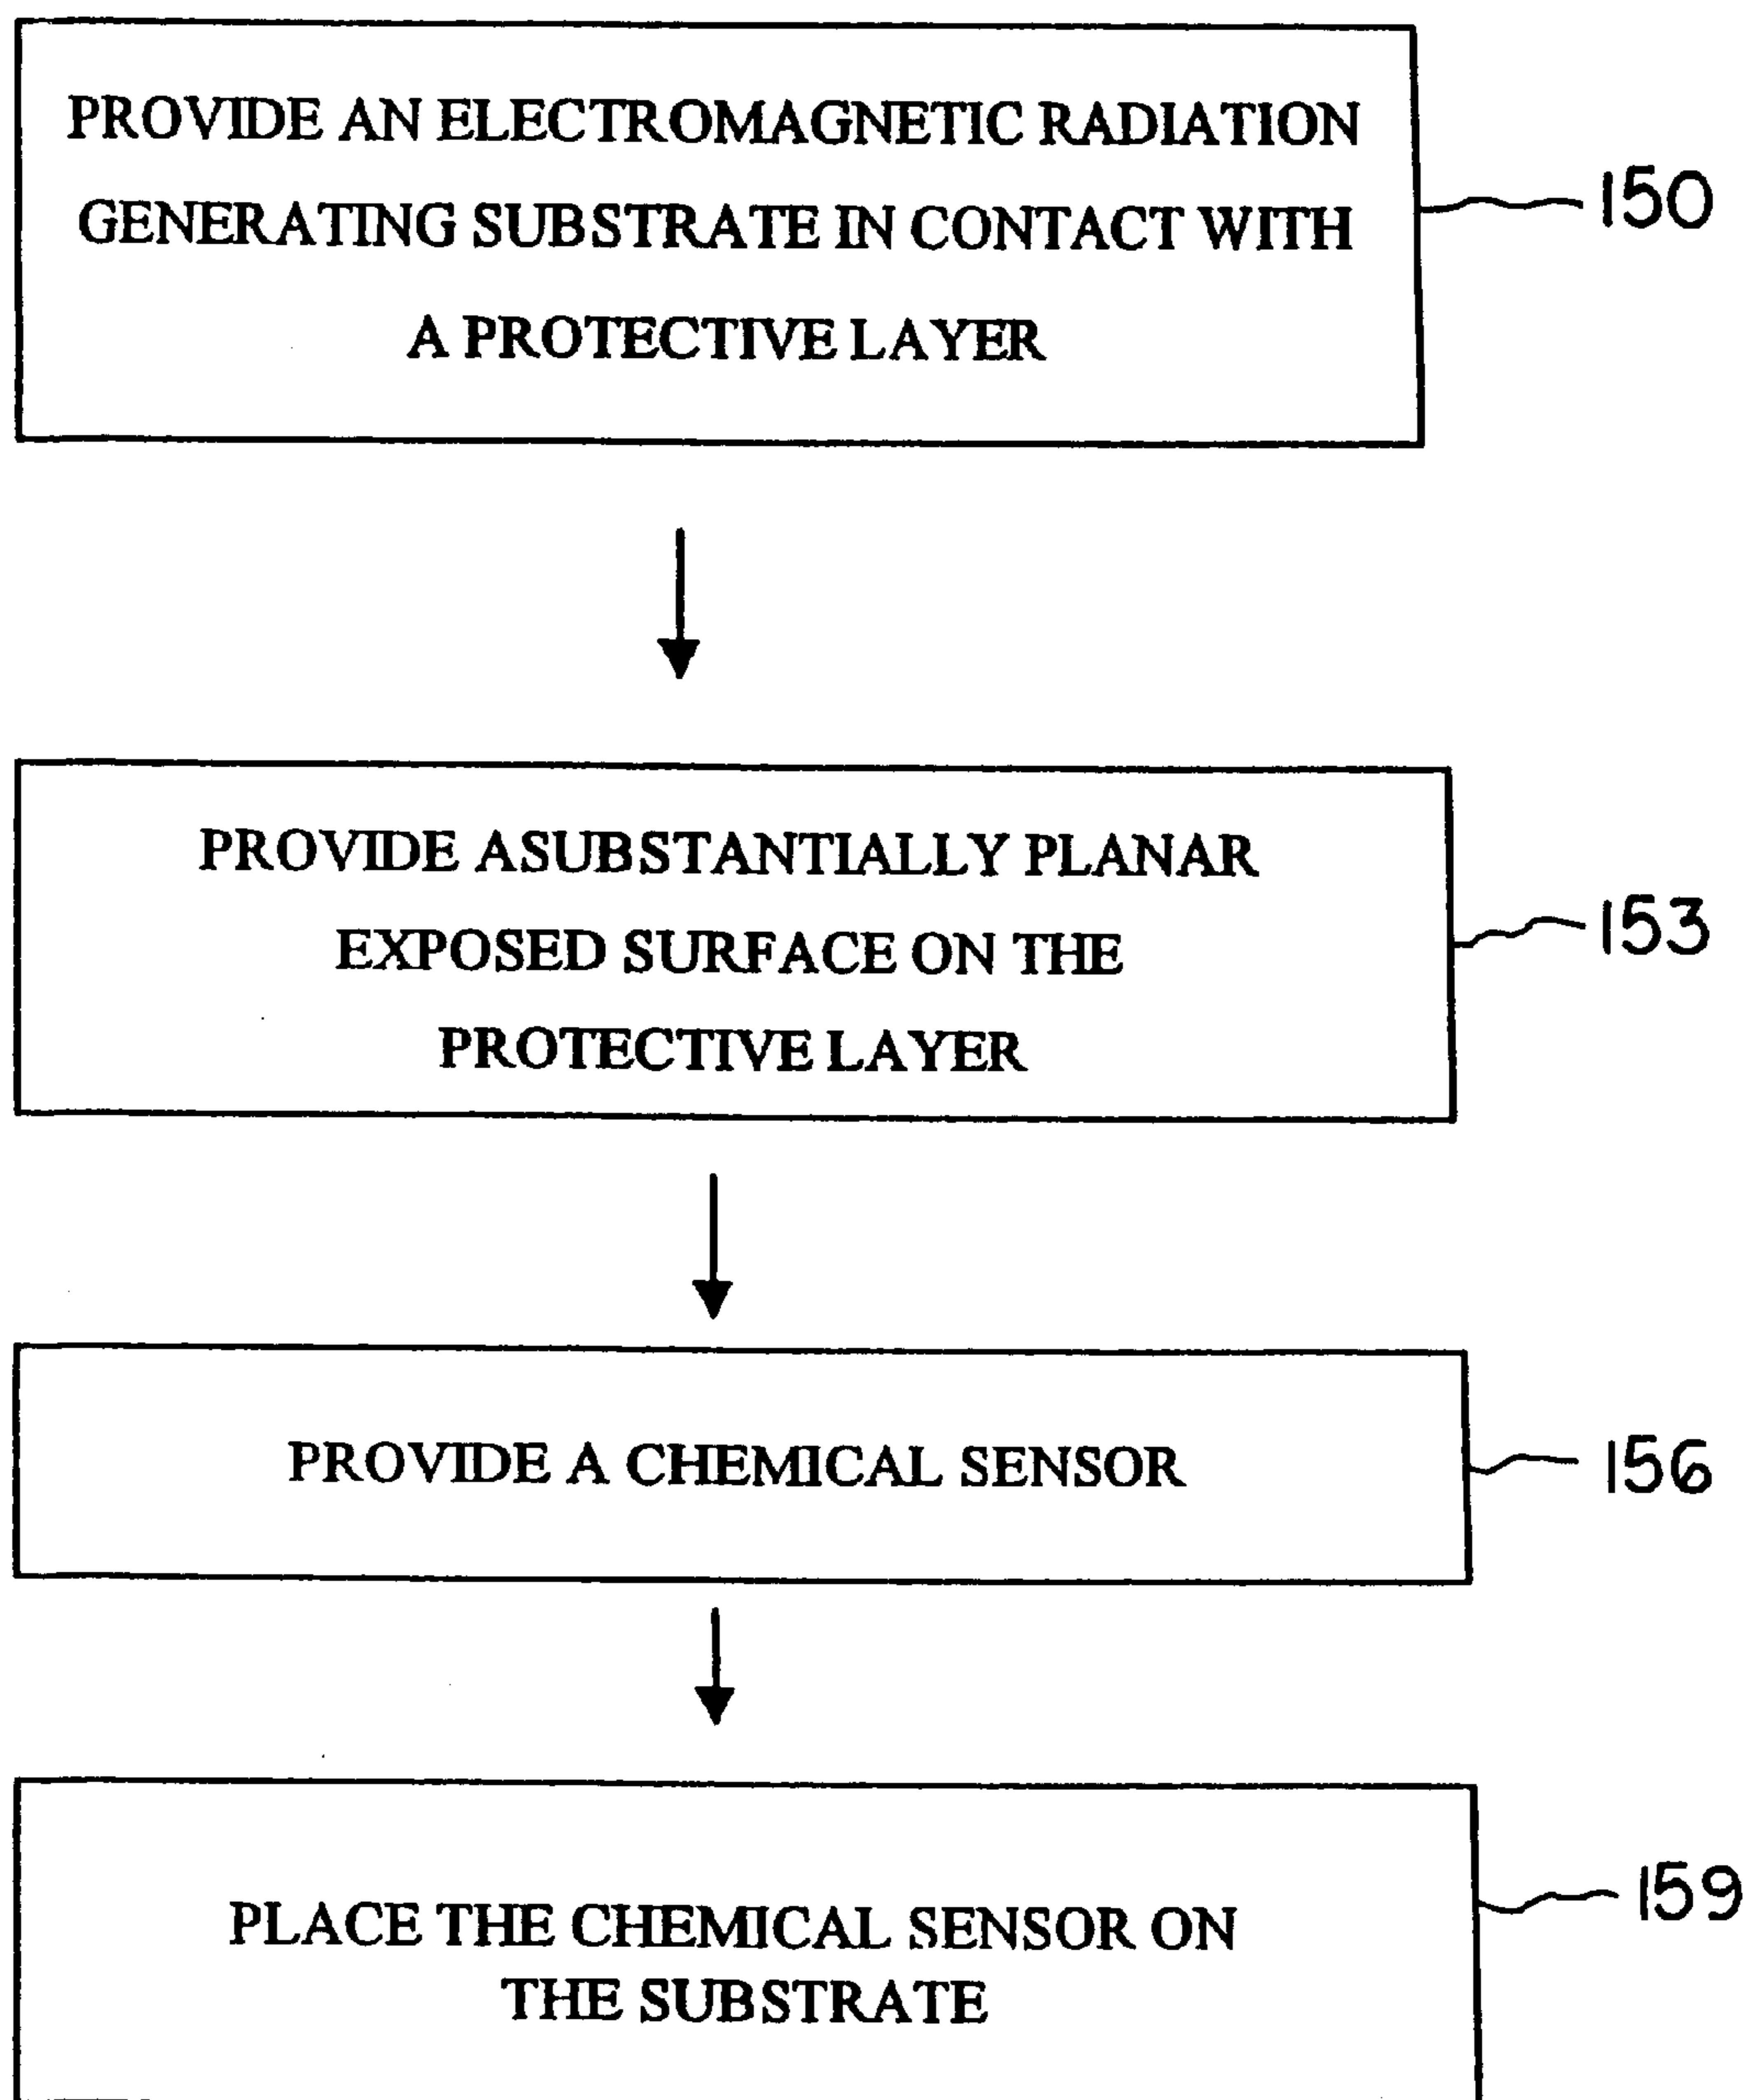 PROVIDE AN ELECTROMAGNETIC RADIATION
GENERATING SUBSTRATE IN CONTACT WITH
A PROTECTIVE LAYER
150
PROVIDE ASUBSTANTIALLY PLANAR
EXPOSED SURFACE ON THE
PROTECTIVE LAYER
153
PROVIDE A CHEMICAL SENSOR
156
PLACE THE CHEMICAL SENSOR ON
THE SUBSTRATE
159